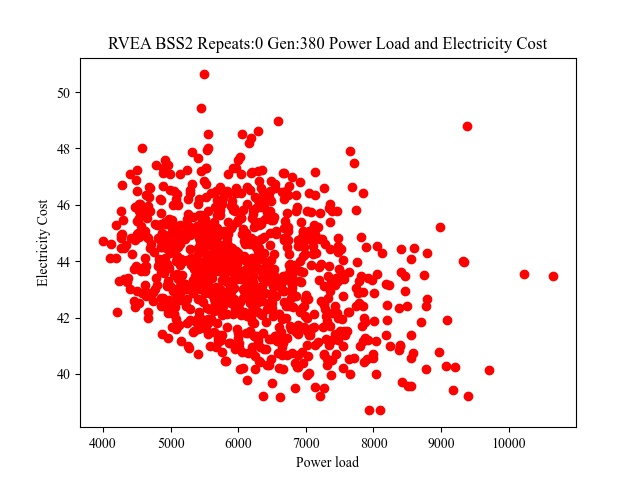 RVEA BSS2 Repeats:0 Gen:380 Power Load and Electricity Cost
50
48
46
44
42
40
Electricity Cost
4000 5000 6000 7000 8000 9000 10000
Power load